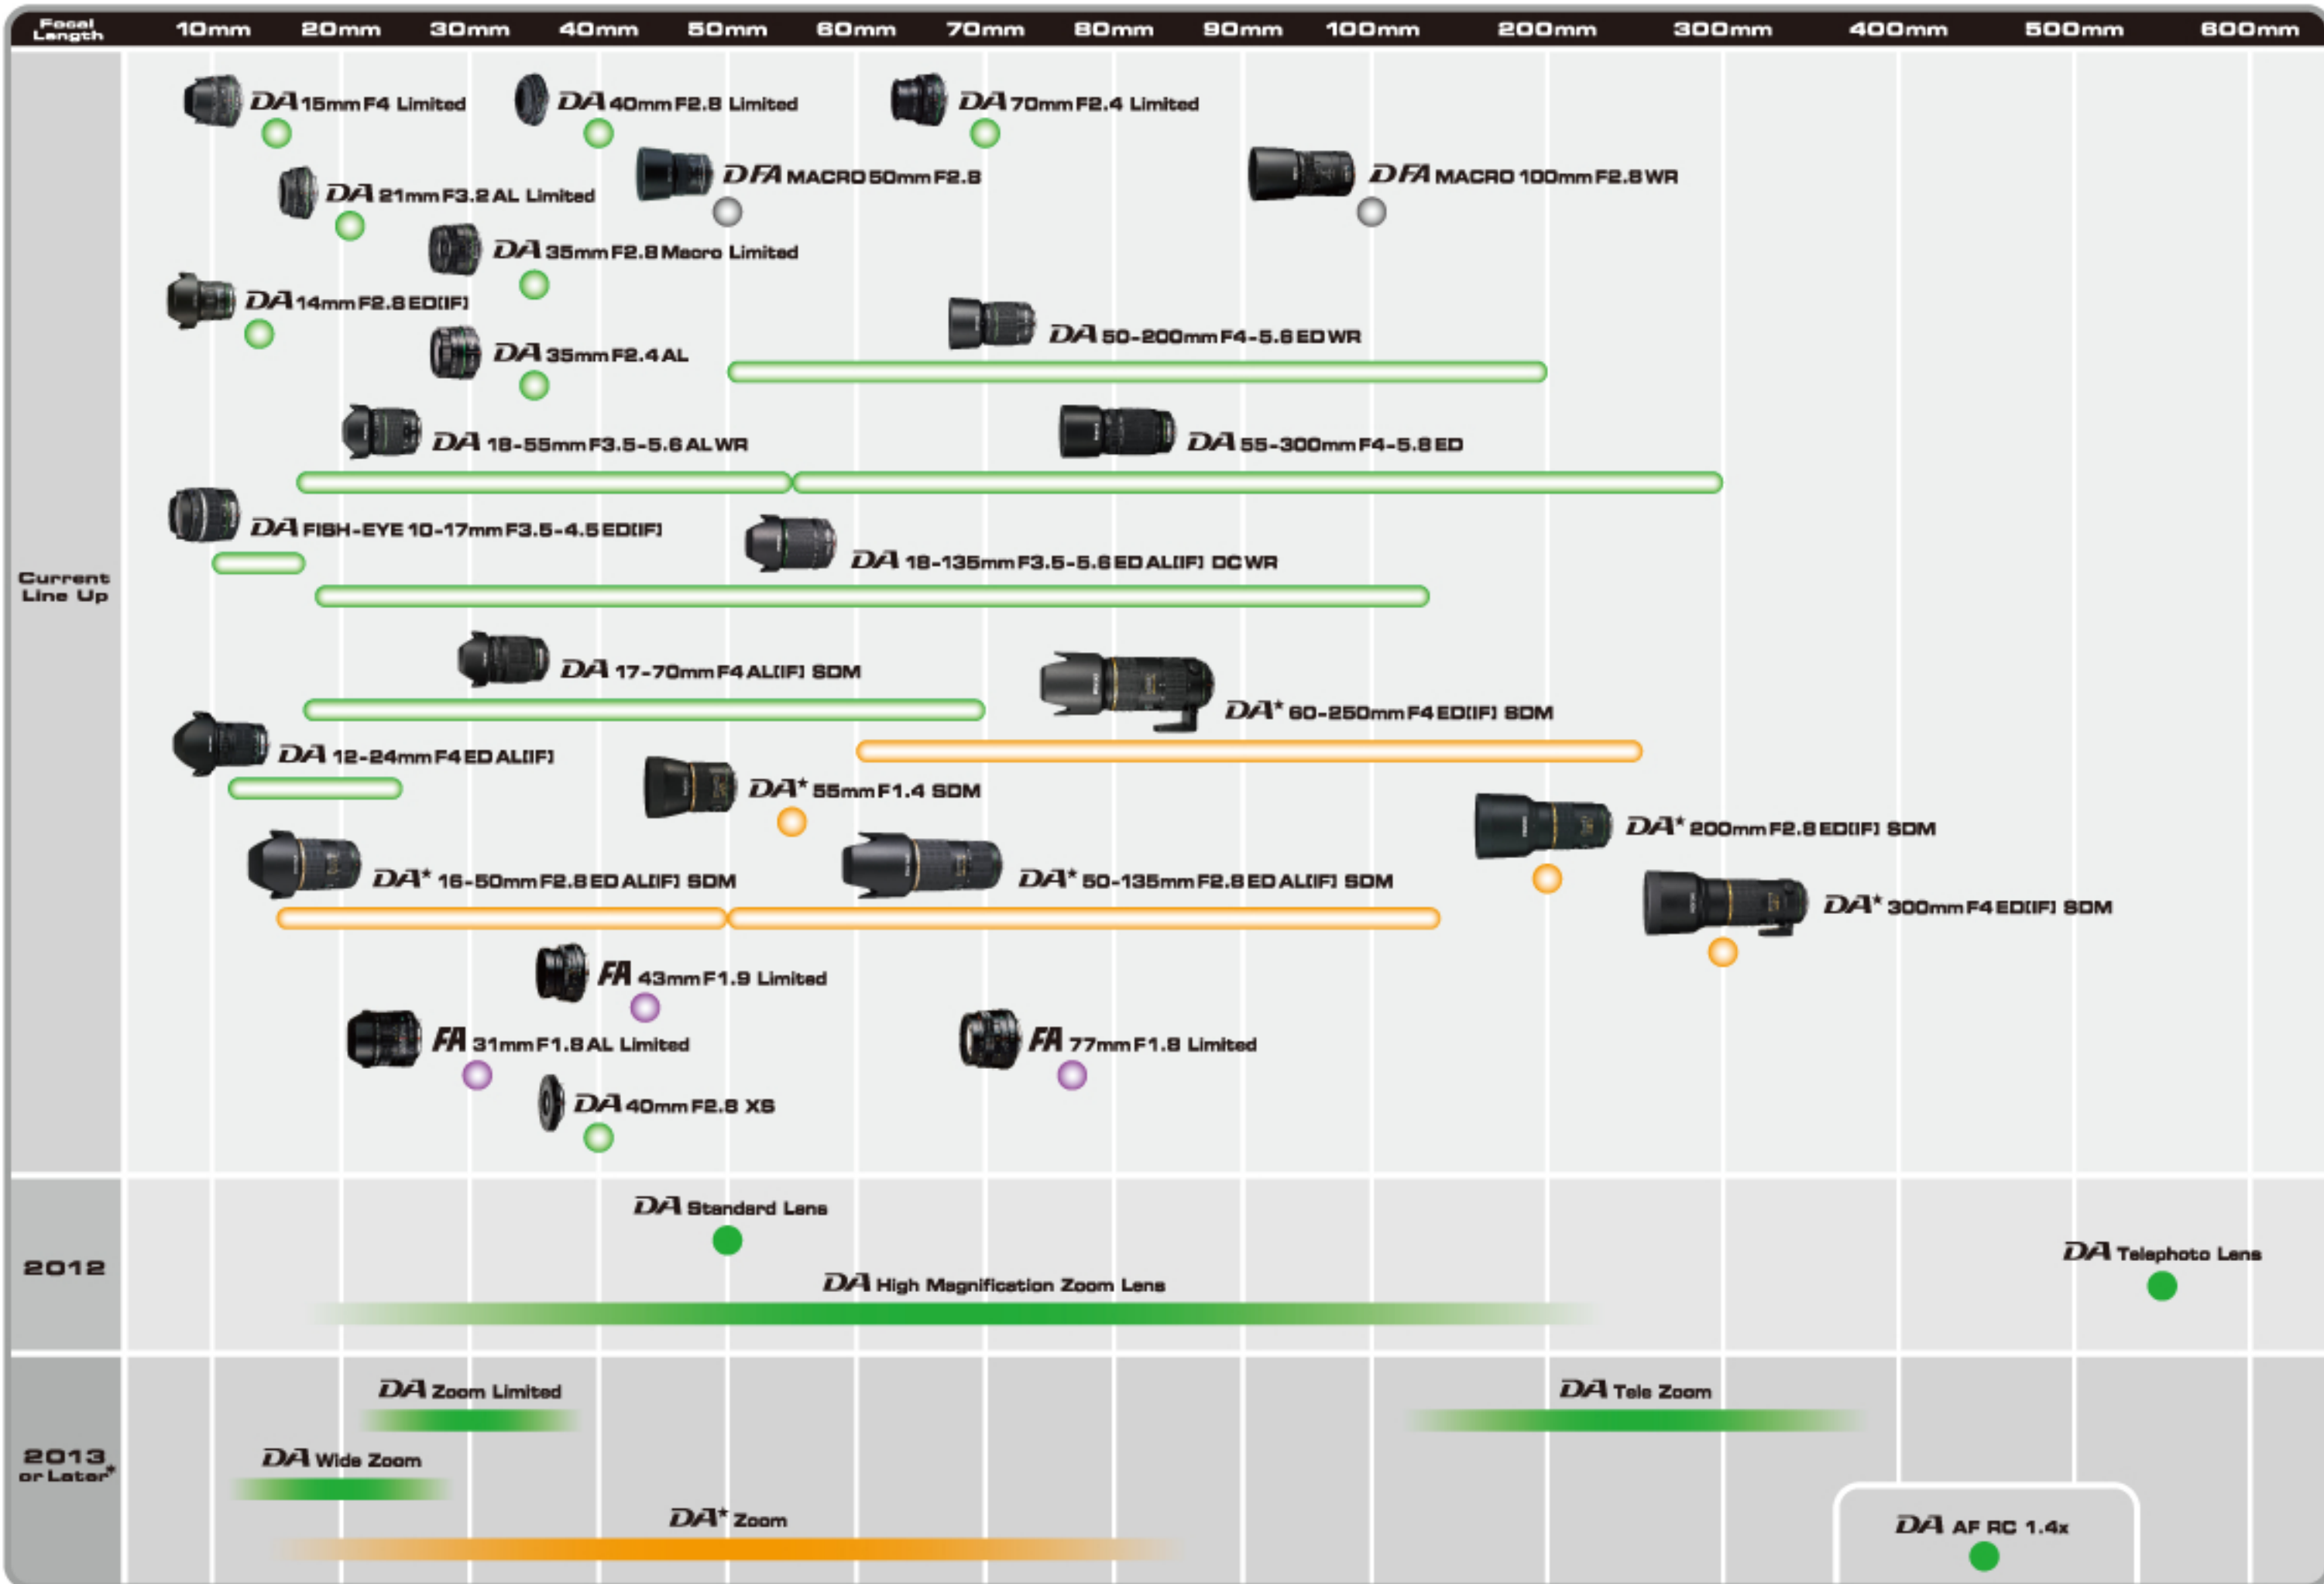 Focal Length 10mm 20mm 30mm 40mm 50mm 60mm 70mm 80mm 90mm 100mm 200mm 300mm 400mm 500mm 600mm
DA 15mm F4 Limited
DA 40mm F2.8 Limited
DA 70mm F2.4 Limited
DFA MACRO 50mm F2.8
DFA MACRO 100mm F2.8 WR
DA 21mm F3.2 AL Limited
DA 35mm F2.8 Macro Limited
DA 14mm F2.8 ED[IF]
DA 50-200mm F4-5.6 ED WR
DA 35mm F2.4 AL
DA 18-55mm F3.5-5.6 AL WR
DA 55-300mm F4-5.8 ED
DA FISH-EYE 10-17mm F3.5-4.5 ED[IF]
DA 18-135mm F3.5-5.6 ED AL[IF] DC WR
Current
Line Up
DA 17-70mm F4 AL[IF] SDM
DA★ 60-250mm F4 ED[IF] SDM
DA 12-24mm F4 ED AL[IF]
DA★ 55mm F1.4 SDM
DA★ 200mm F2.8 ED[IF] SDM
DA★ 16-50mm F2.8 ED AL[IF] SDM
DA★ 50-135mm F2.8 ED AL[IF] SDM
DA★ 300mm F4 ED[IF] SDM
FA 43mm F1.9 Limited
FA 31mm F1.8 AL Limited
FA 77mm F1.8 Limited
DA 40mm F2.8 XS
2012
DA Standard Lens
DA Telephoto Lens
DA High Magnification Zoom Lens
2013
or Later*
DA Zoom Limited
DA Tele Zoom
DA Wide Zoom
DA★ Zoom
DA AF RC 1.4x